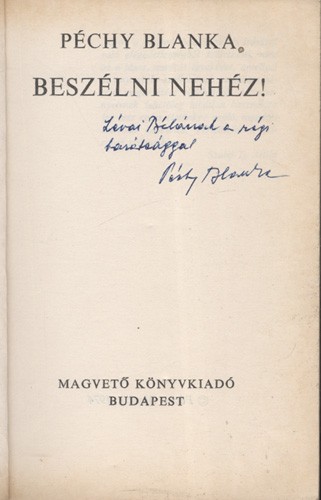 PÉCHY BLANKA
BESZÉLNI NEHÉZ!
Lévai Bélának a régi
barátsággal
Péchy Blanka
MAGVETŐ KÖNYVKIADÓ
BUDAPEST